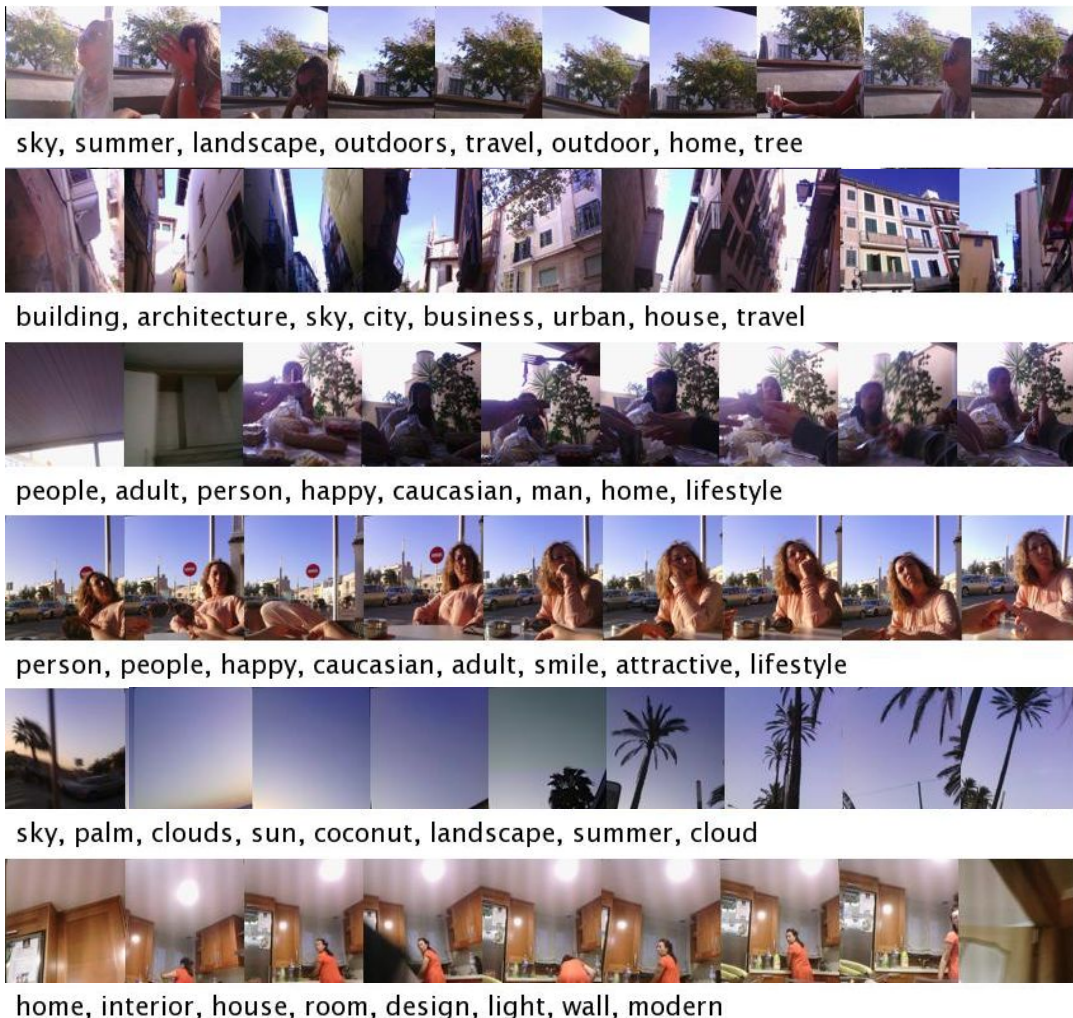 sky, summer, landscape, outdoors, travel, outdoor, home, tree
building, architecture, sky, city, business, urban, house, travel
people, adult, person, happy, caucasian, man, home, lifestyle
person, people, happy, caucasian, adult, smile, attractive, lifestyle
sky, palm, clouds, sun, coconut, landscape, summer, cloud
home, interior, house, room, design, light, wall, modern